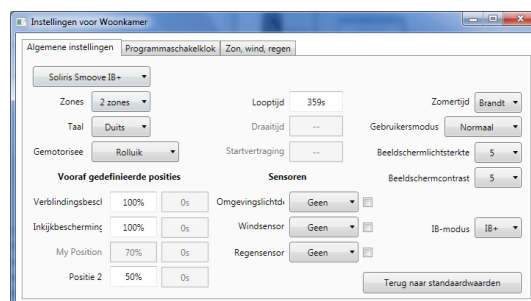 Instellingen voor Woonkamer
Algemene instellingen Programmaschakelklok Zon, wind, regen
Soliris Smoove IB+
Zones 2 zones Looptijd 359s Zomertijd Brandt
Taal Duits Draaitijd -- Gebruikersmodus Normaal
Gemotorisee Rolluik Startvertraging -- Beeldschermlichtsterkte 5
Vooraf gedefinieerde posities Sensoren Beeldschermcontrast 5
Verblindingsbescl 100% 0s Omgevingslichtd Geen
Inkijkbescherming 100% 0s Windsensor Geen IB-modus IB+
My Position 70% 0s Regensensor Geen
Positie 2 50% 0s Terug naar standaardwaarden